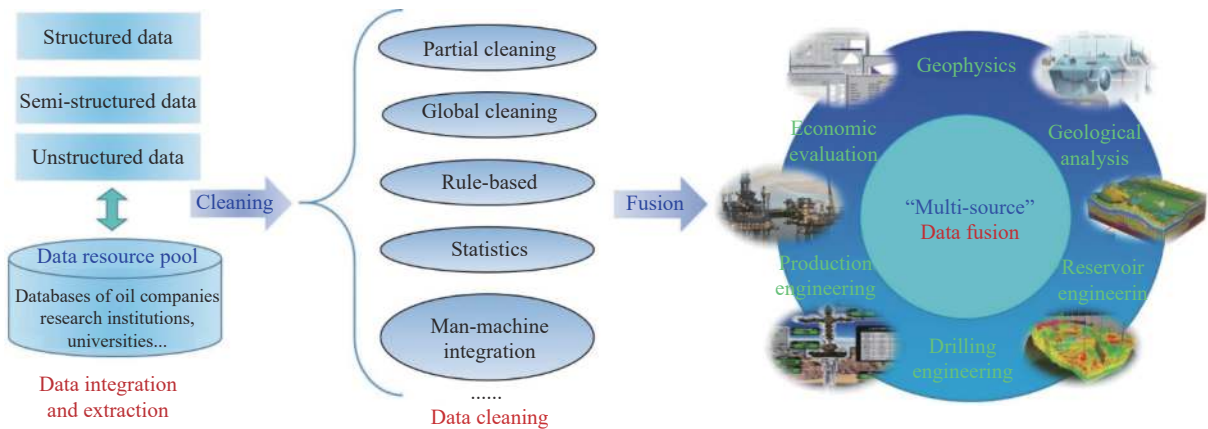 Structured data
Semi-structured data
Unstructured data
Data resource pool
Databases of oil companies
research institutions,
universities...
Data integration
and extraction
Cleaning
Partial cleaning
Global cleaning
Rule-based
Statistics
Man-machine
integration
......
Data cleaning
Fusion
Geophysics
Economic
evaluation
Geological
analysis
“Multi-source”
Data fusion
Production
engineering
Reservoir
engineerin
Drilling
engineering